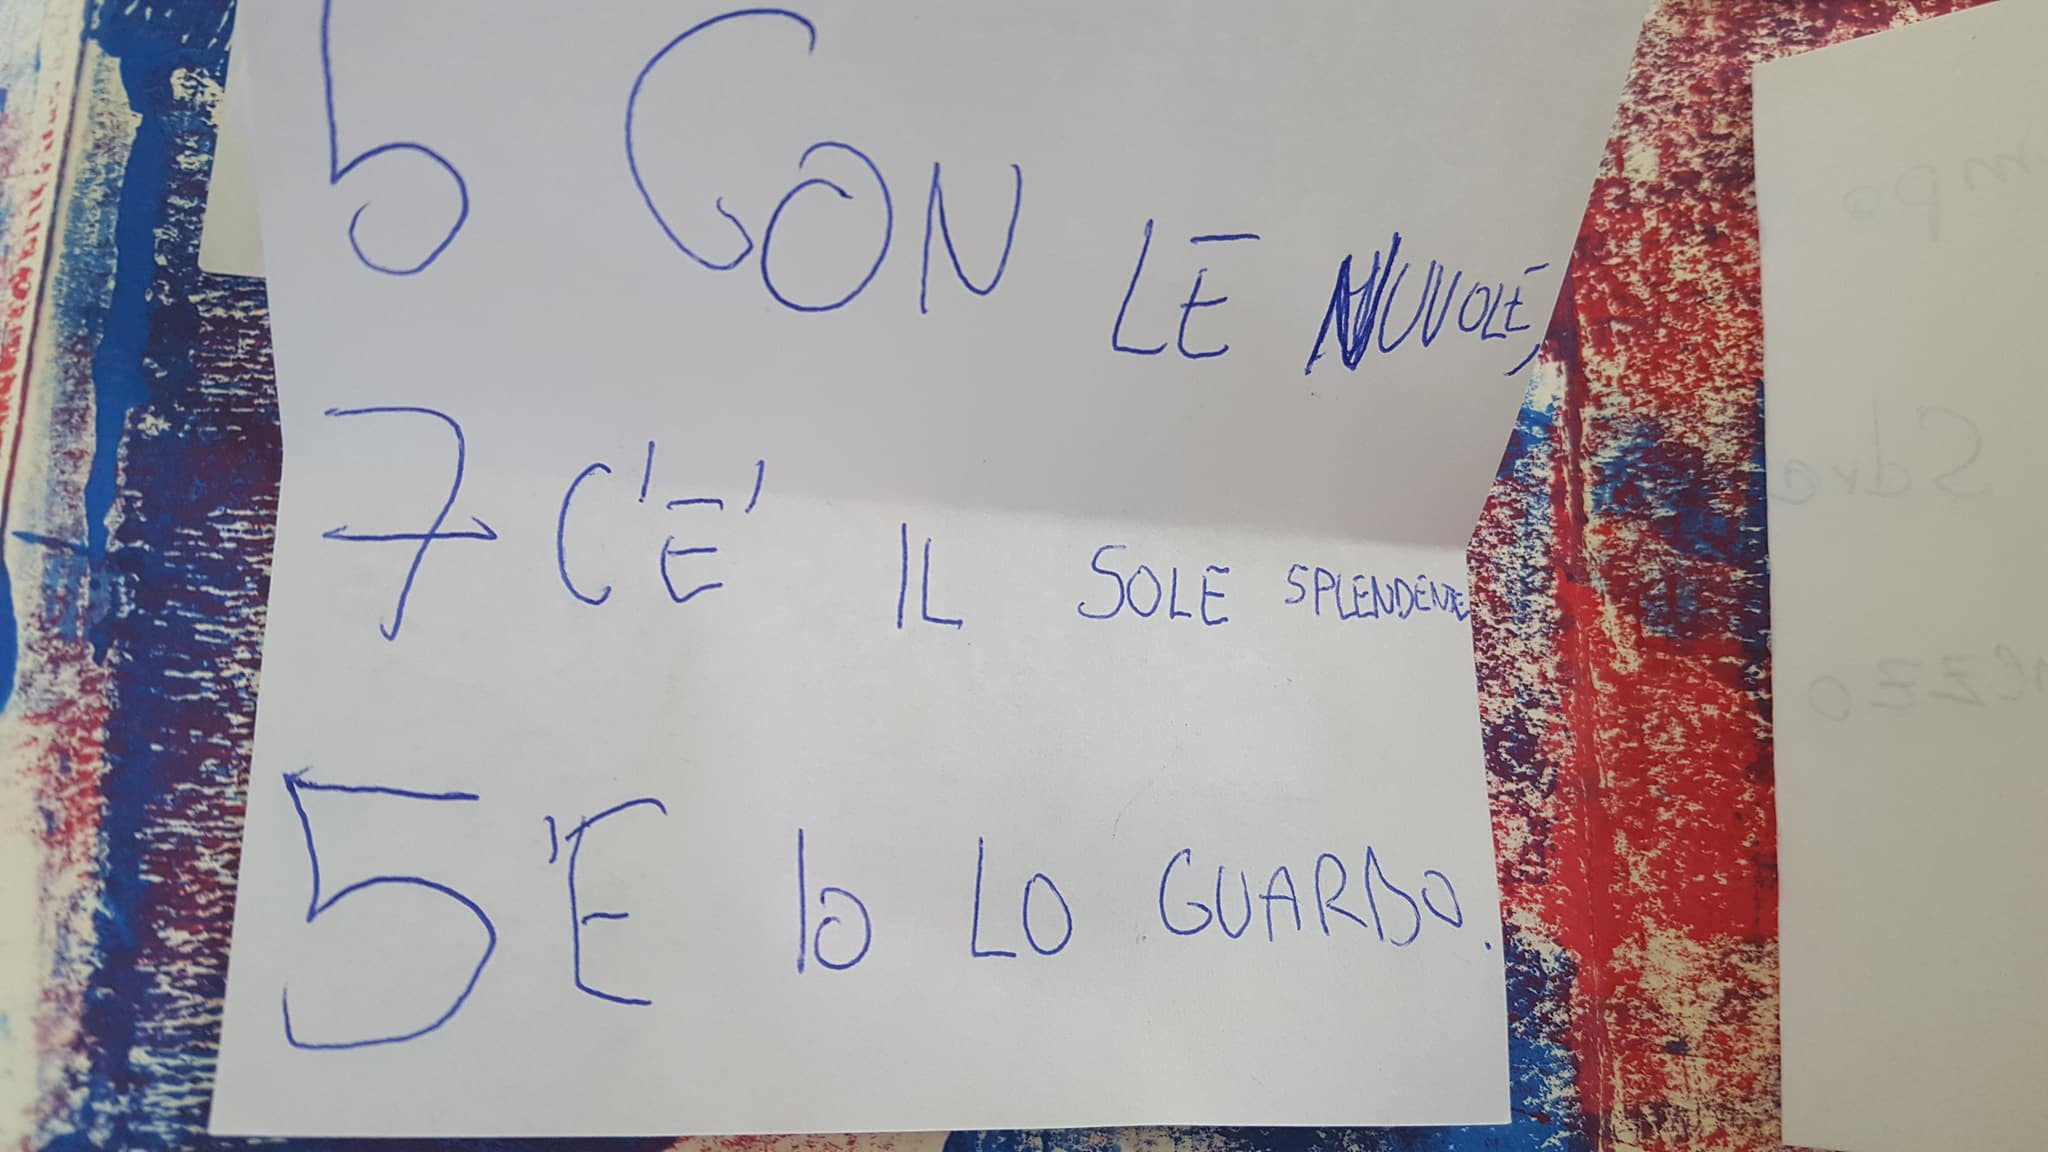 5 CON LE NUVOLE,
7 C'E' IL SOLE SPLENDENTE
5 'E IO LO GUARDO.